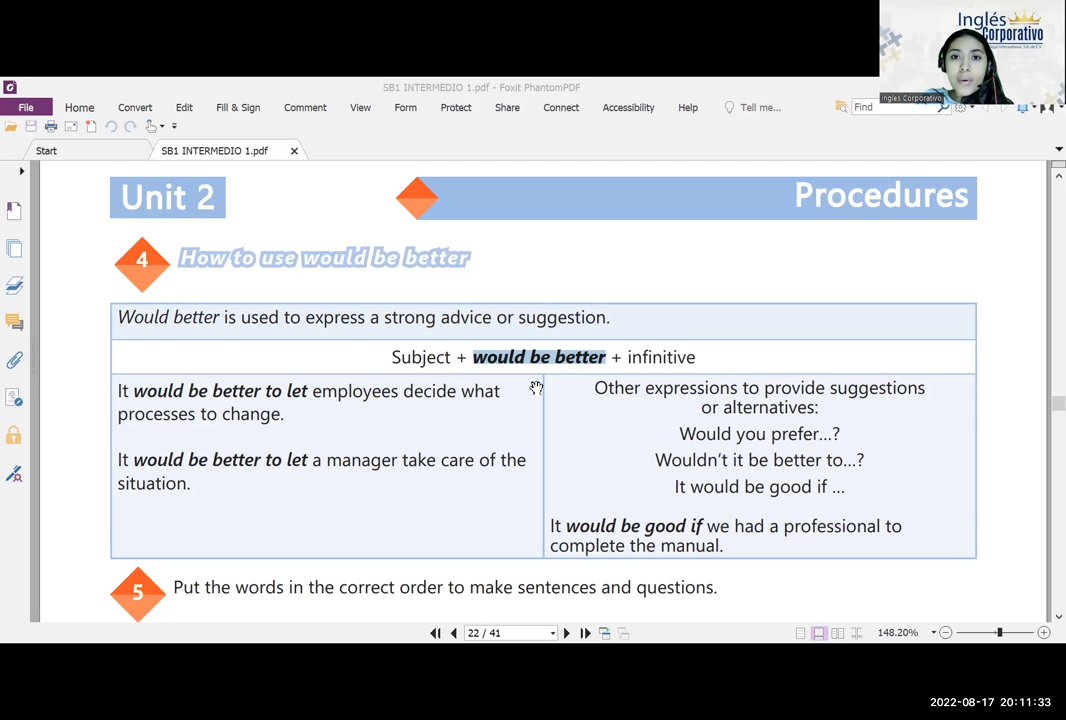 Inglés
Corporativo
Ingles Corporativo
SB1 INTERMEDIO 1.pdf - Foxit PhantomPDF
File Home Convert Edit Fill & Sign Comment View Form Protect Share Connect Accessibility Help Tell me... Find
Start SB1 INTERMEDIO 1.pdf
Unit 2 Procedures
4 How to use would be better
Would better is used to express a strong advice or suggestion.
Subject + would be better + infinitive
It would be better to let employees decide what
processes to change.
It would be better to let a manager take care of the
situation.
Other expressions to provide suggestions
or alternatives:
Would you prefer...?
Wouldn't it be better to...?
It would be good if ...
It would be good if we had a professional to
complete the manual.
5 Put the words in the correct order to make sentences and questions.
22 / 41 148.20%
2022-08-17 20:11:33